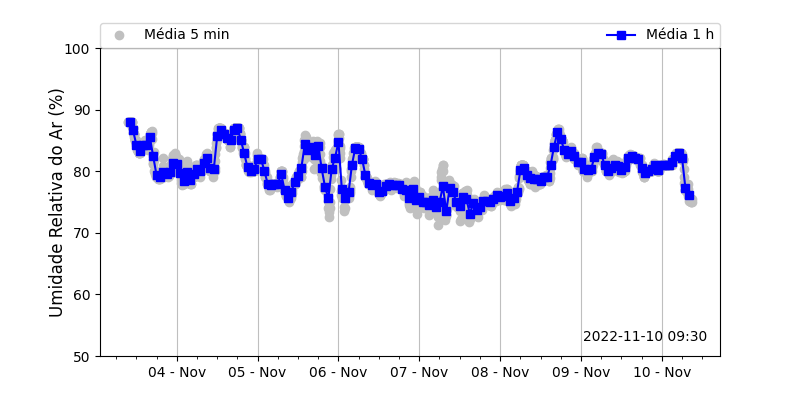 Média 5 min
Média 1 h
Umidade Relativa do Ar (%)
100
90
80
70
60
50
2022-11-10 09:30
04 - Nov
05 - Nov
06 - Nov
07 - Nov
08 - Nov
09 - Nov
10 - Nov